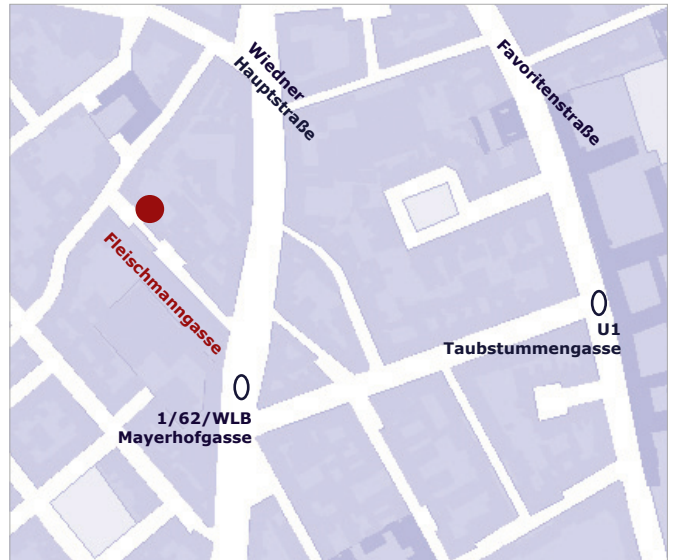 Wiedner
Hauptstraße
Favoritenstraße
Fleischmanngasse
U1
Taubstummengasse
1/62/WLB
Mayerhofgasse